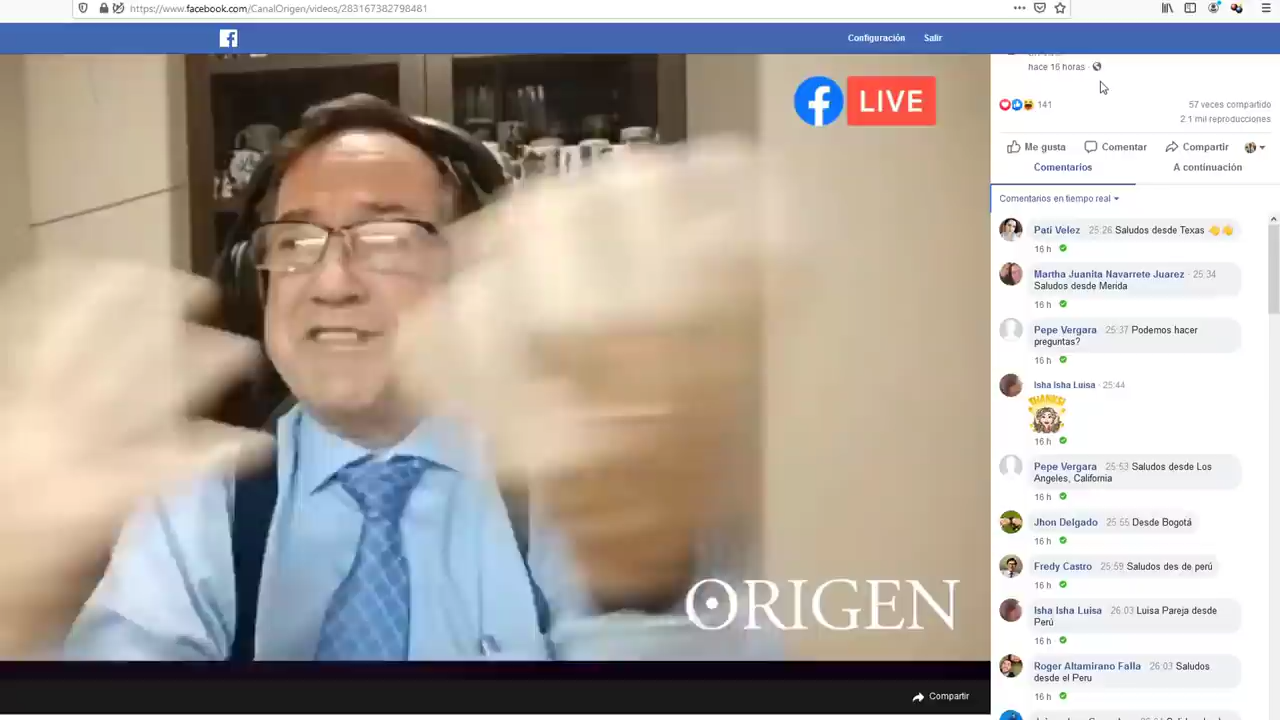 https://www.facebook.com/CanalOrigen/videos/283167382798481
Configuración
Salir
LIVE
ORIGEN
Compartir
hace 16 horas
141
57 veces compartido
2.1 mil reproducciones
Me gusta
Comentar
Compartir
Comentarios
A continuación
Comentarios en tiempo real
Pati Velez 25:26 Saludos desde Texas
16 h
Martha Juanita Navarrete Juarez · 25:34
Saludos desde Merida
16 h
Pepe Vergara 25:37 Podemos hacer
preguntas?
16 h
Isha Isha Luisa · 25:44
THANKS!
16 h
Pepe Vergara 25:53 Saludos desde Los
Angeles, California
16 h
Jhon Delgado 25:55 Desde Bogotá
16 h
Fredy Castro 25:59 Saludos des de perú
16 h
Isha Isha Luisa 26:03 Luisa Pareja desde
Perú
16 h
Roger Altamirano Falla 26:03 Saludos
desde el Peru
16 h